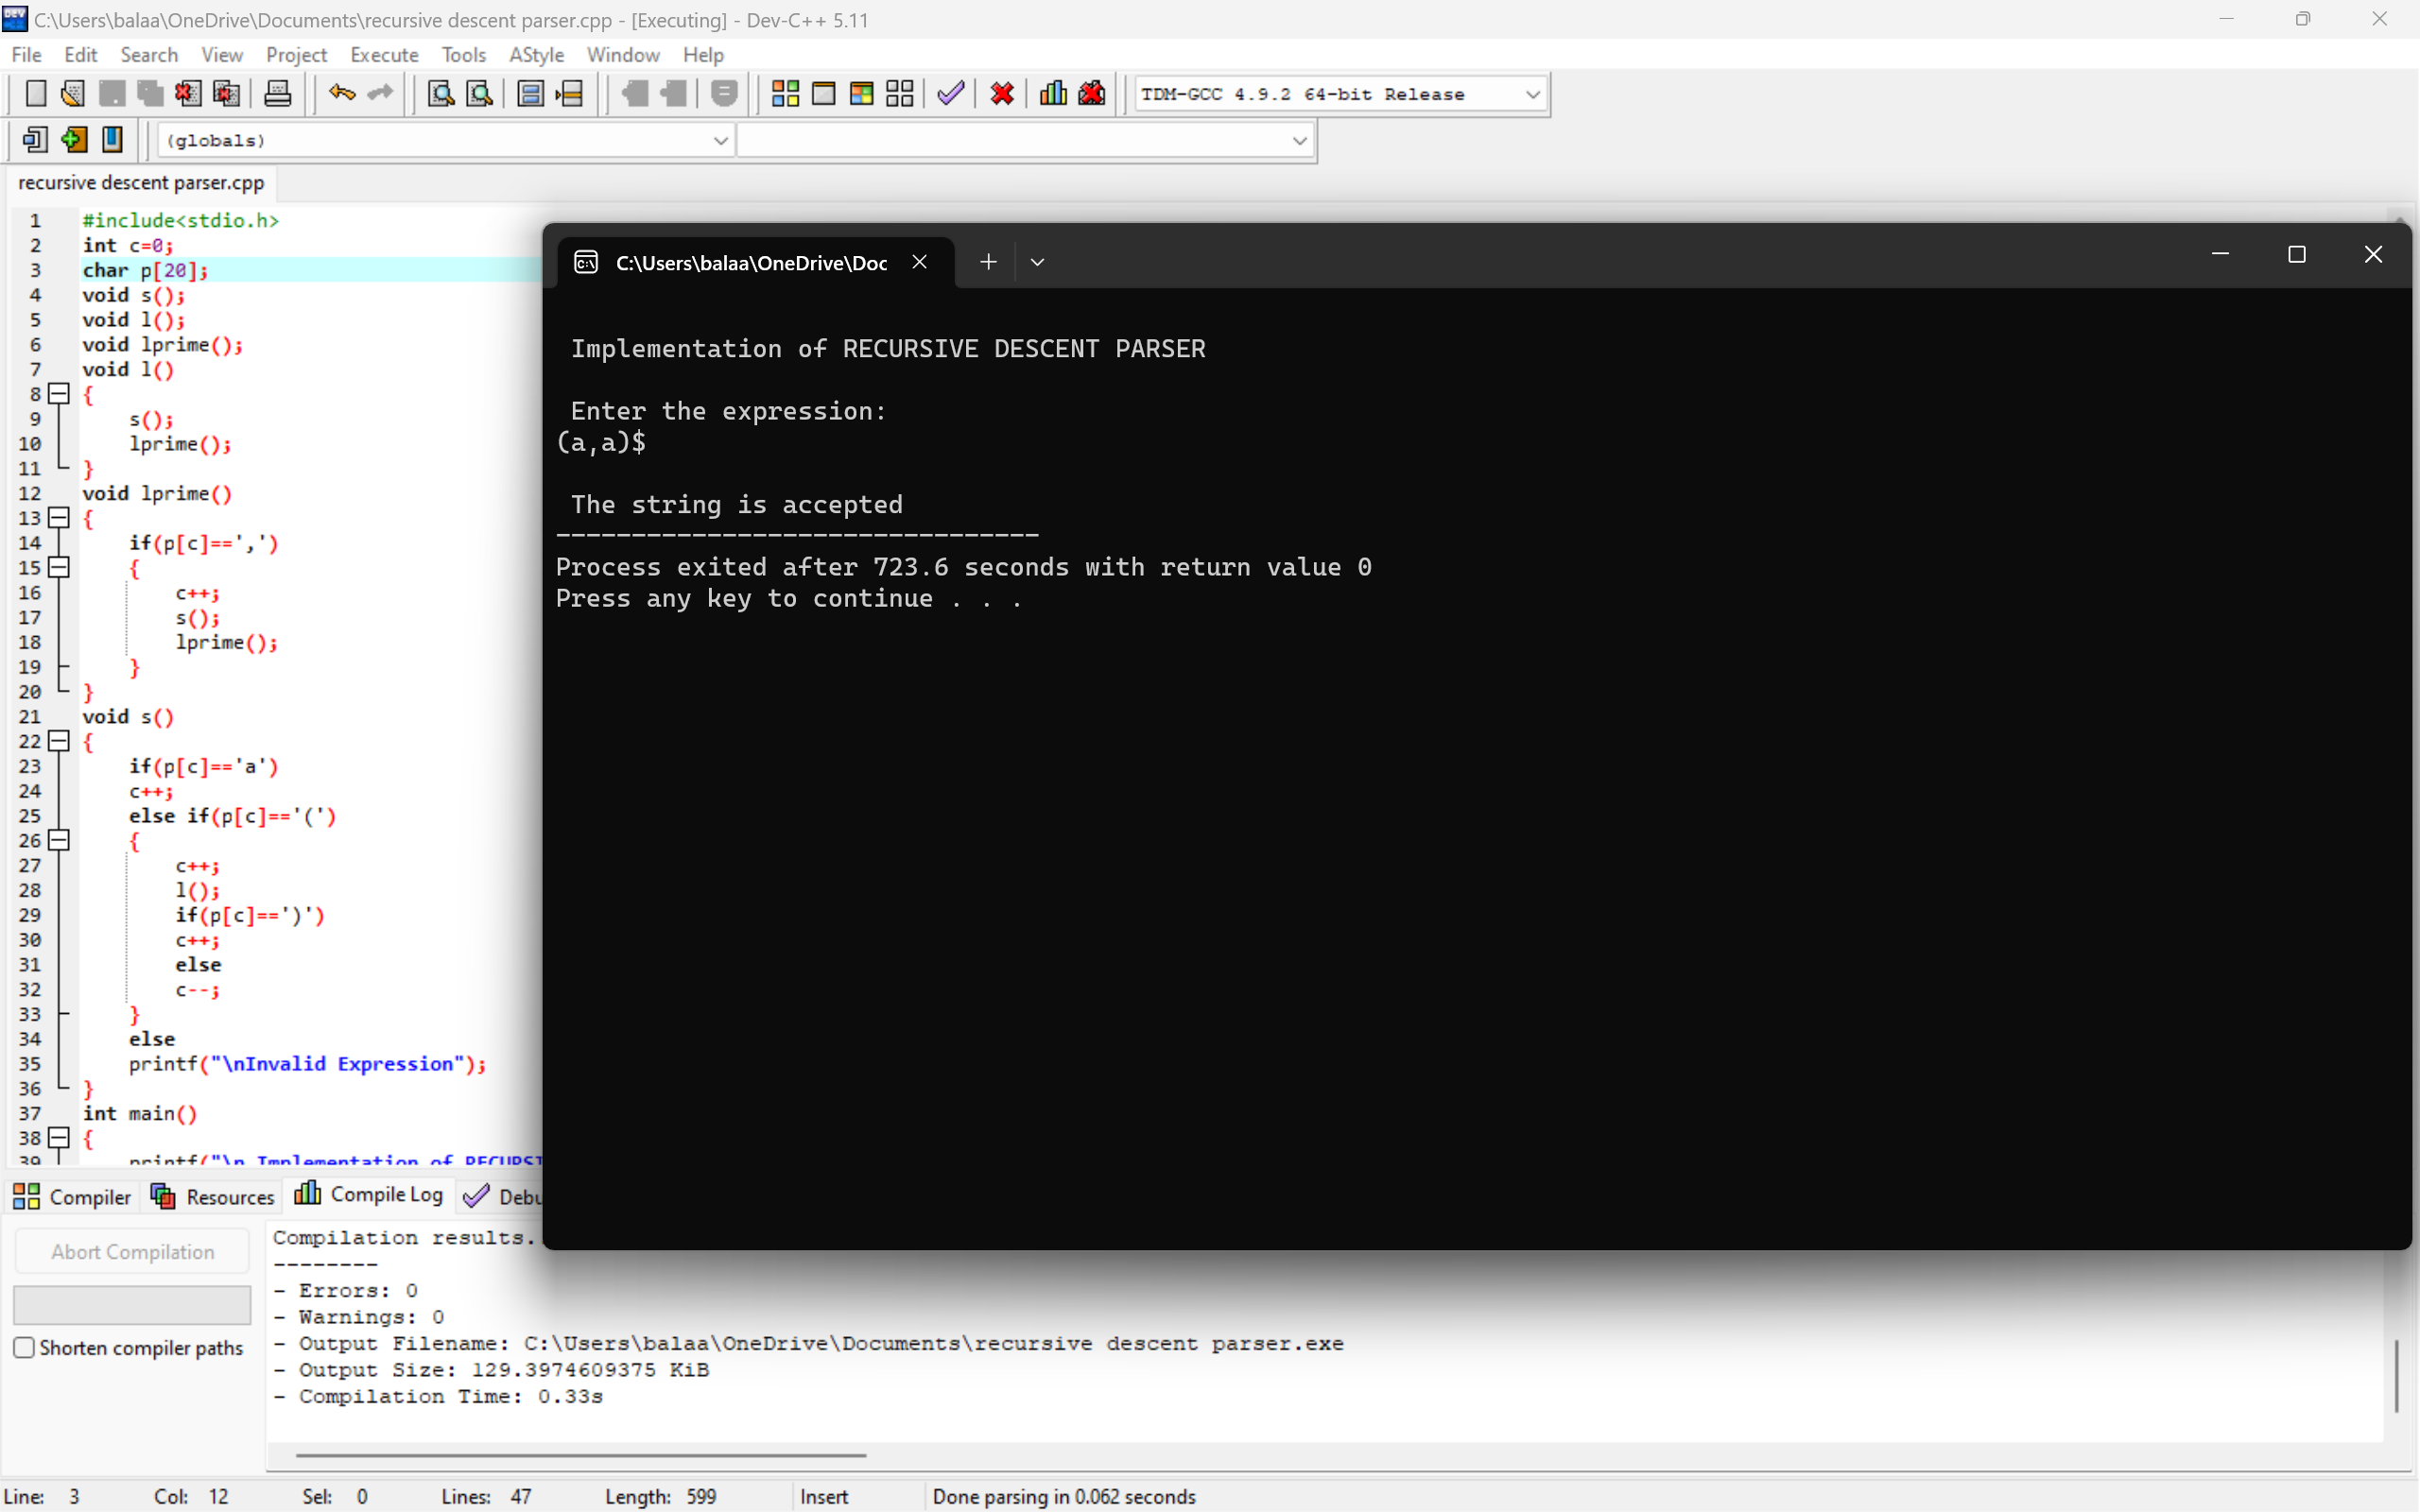 C:\Users\balaa\OneDrive\Documents\recursive descent parser.cpp - [Executing] - Dev-C++ 5.11
File Edit Search View Project Execute Tools AStyle Window Help
TDM-GCC 4.9.2 64-bit Release
(globals)
recursive descent parser.cpp
1 #include<stdio.h>
2 int c=0;
3 char p[20];
4 void s();
5 void l();
6 void lprime();
7 void l()
8 {
9 s();
10 lprime();
11 }
12 void lprime()
13 {
14 if(p[c]==',')
15 {
16 c++;
17 s();
18 lprime();
19 }
20 }
21 void s()
22 {
23 if(p[c]=='a')
24 c++;
25 else if(p[c]=='(')
26 {
27 c++;
28 l();
29 if(p[c]==')')
30 c++;
31 else
32 c--;
33 }
34 else
35 printf("\nInvalid Expression");
36 }
37 int main()
38 {
39 printf("\n Implementation of RECURSI
C:\Users\balaa\OneDrive\Doc
Implementation of RECURSIVE DESCENT PARSER
Enter the expression:
(a,a)$
The string is accepted
--------------------------------
Process exited after 723.6 seconds with return value 0
Press any key to continue . . .
Compiler Resources Compile Log Debu
Abort Compilation
Shorten compiler paths
Compilation results.
--------
- Errors: 0
- Warnings: 0
- Output Filename: C:\Users\balaa\OneDrive\Documents\recursive descent parser.exe
- Output Size: 129.3974609375 KiB
- Compilation Time: 0.33s
Line: 3 Col: 12 Sel: 0 Lines: 47 Length: 599 Insert Done parsing in 0.062 seconds